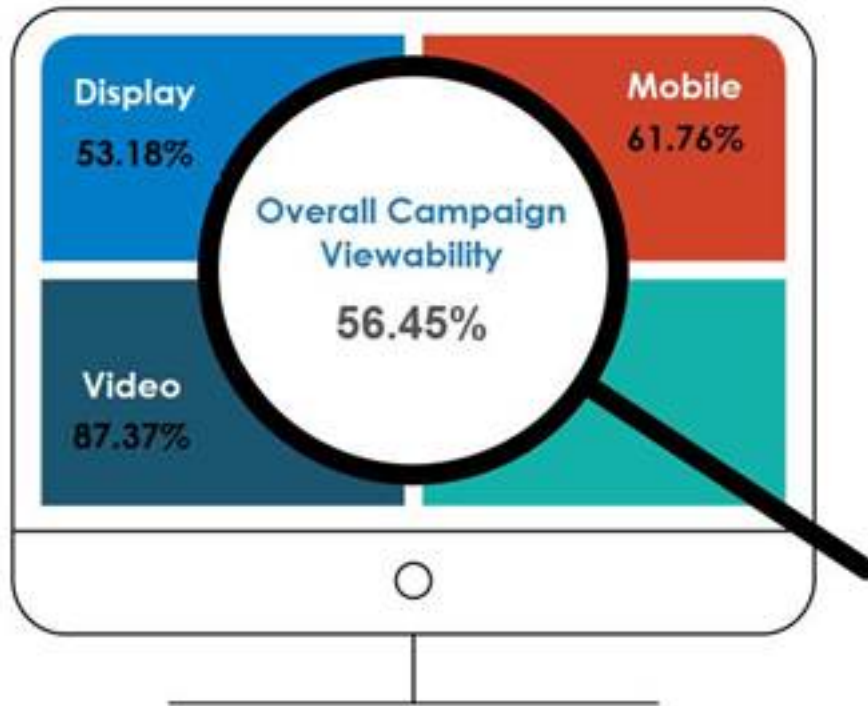 Display
53.18%
Mobile
61.76%
Overall Campaign
Viewability
56.45%
Video
87.37%